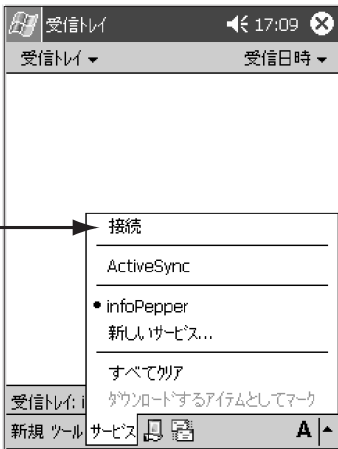 受信トレイ 17:09
受信トレイ 受信日時
接続
ActiveSync
infoPepper
新しいサービス...
すべてクリア
ダウンロードするアイテムとしてマーク
受信トレイ: i
新規 ツール サービス A